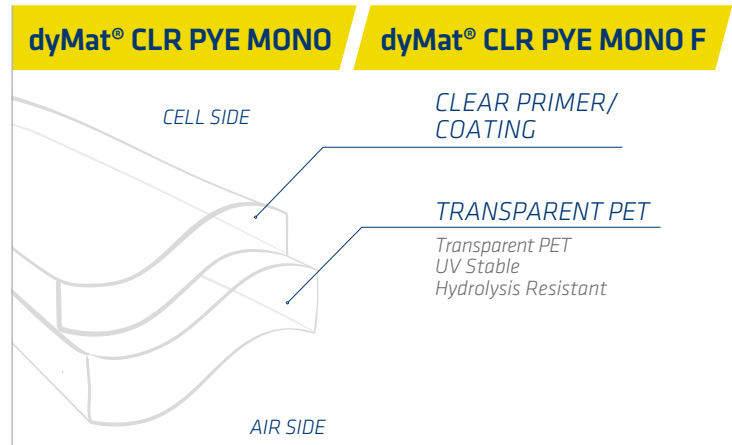 dyMat® CLR PYE MONO
dyMat® CLR PYE MONO F
CELL SIDE
CLEAR PRIMER/
COATING
TRANSPARENT PET
Transparent PET
UV Stable
Hydrolysis Resistant
AIR SIDE